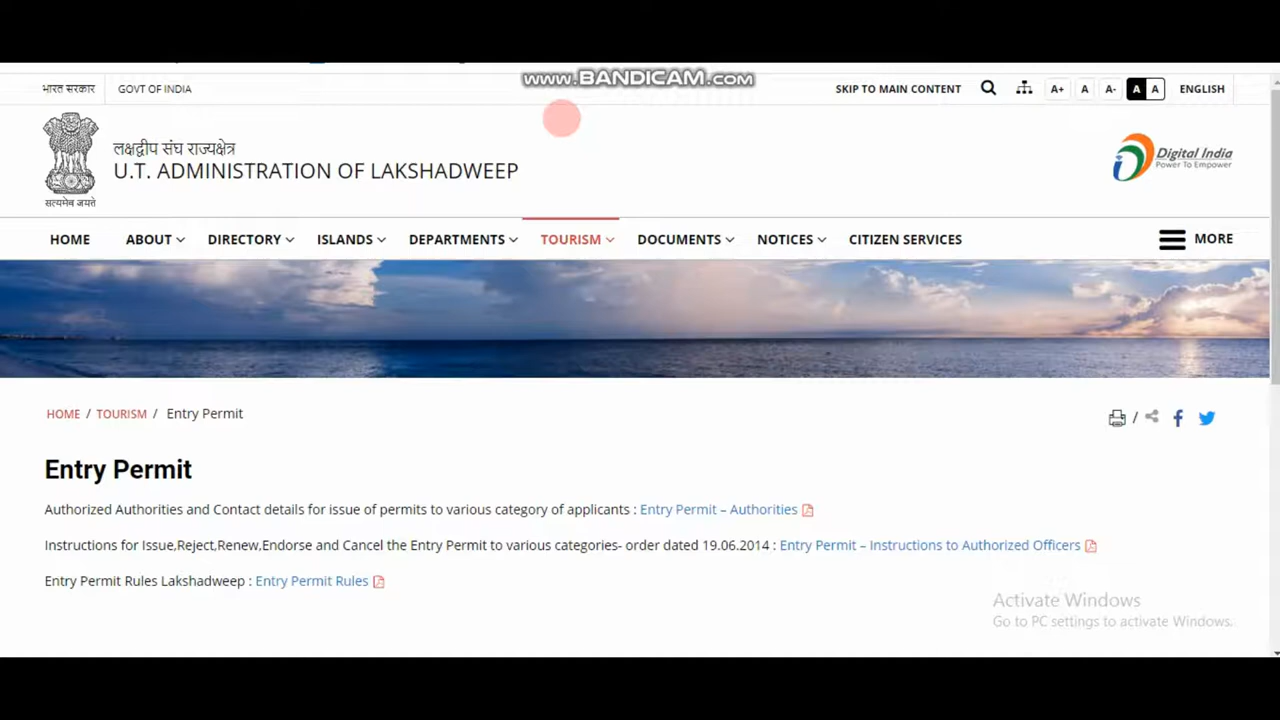 www.BANDICAM.com
भारत सरकार GOVT OF INDIA SKIP TO MAIN CONTENT A+ A A- A A ENGLISH
लक्षद्वीप संघ राज्यक्षेत्र
U.T. ADMINISTRATION OF LAKSHADWEEP
सत्यमेव जयते
Digital India
Power To Empower
HOME ABOUT DIRECTORY ISLANDS DEPARTMENTS TOURISM DOCUMENTS NOTICES CITIZEN SERVICES MORE
HOME / TOURISM / Entry Permit
Entry Permit
Authorized Authorities and Contact details for issue of permits to various category of applicants : Entry Permit – Authorities
Instructions for Issue,Reject,Renew,Endorse and Cancel the Entry Permit to various categories- order dated 19.06.2014 : Entry Permit – Instructions to Authorized Officers
Entry Permit Rules Lakshadweep : Entry Permit Rules
Activate Windows
Go to PC settings to activate Windows.